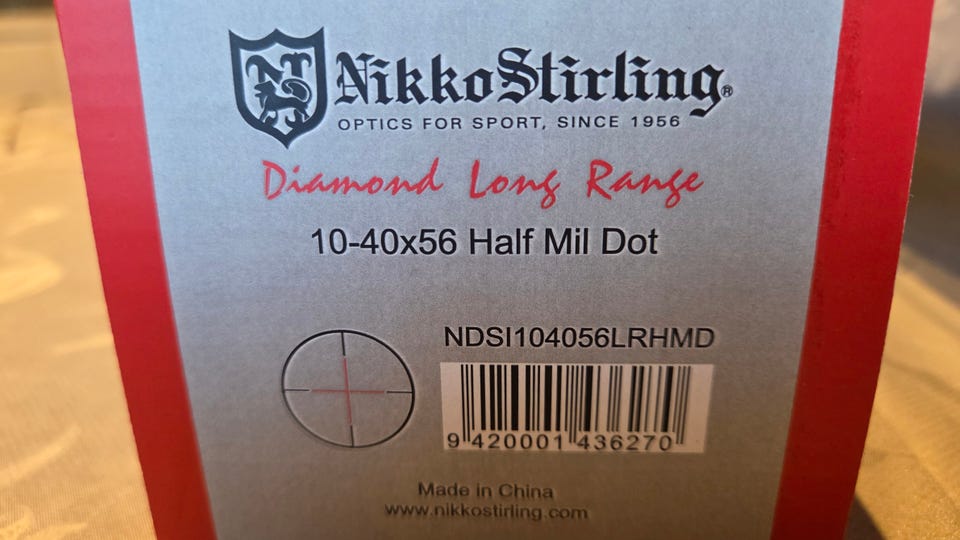 NikkoStirling®
OPTICS FOR SPORT, SINCE 1956
Diamond Long Range
10-40x56 Half Mil Dot
NDSI104056LRHMD
9 420001 436270
Made in China
www.nikkostirling.com